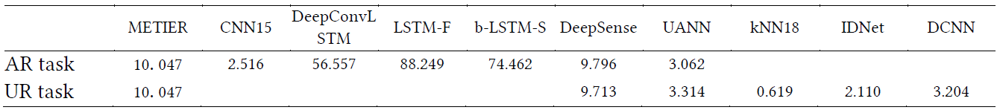 METIER CNN15 DeepConvL STM LSTM-F b-LSTM-S DeepSense UANN kNN18 IDNet DCNN
AR task 10. 047 2.516 56.557 88.249 74.462 9.796 3.062
UR task 10. 047 9.713 3.314 0.619 2.110 3.204